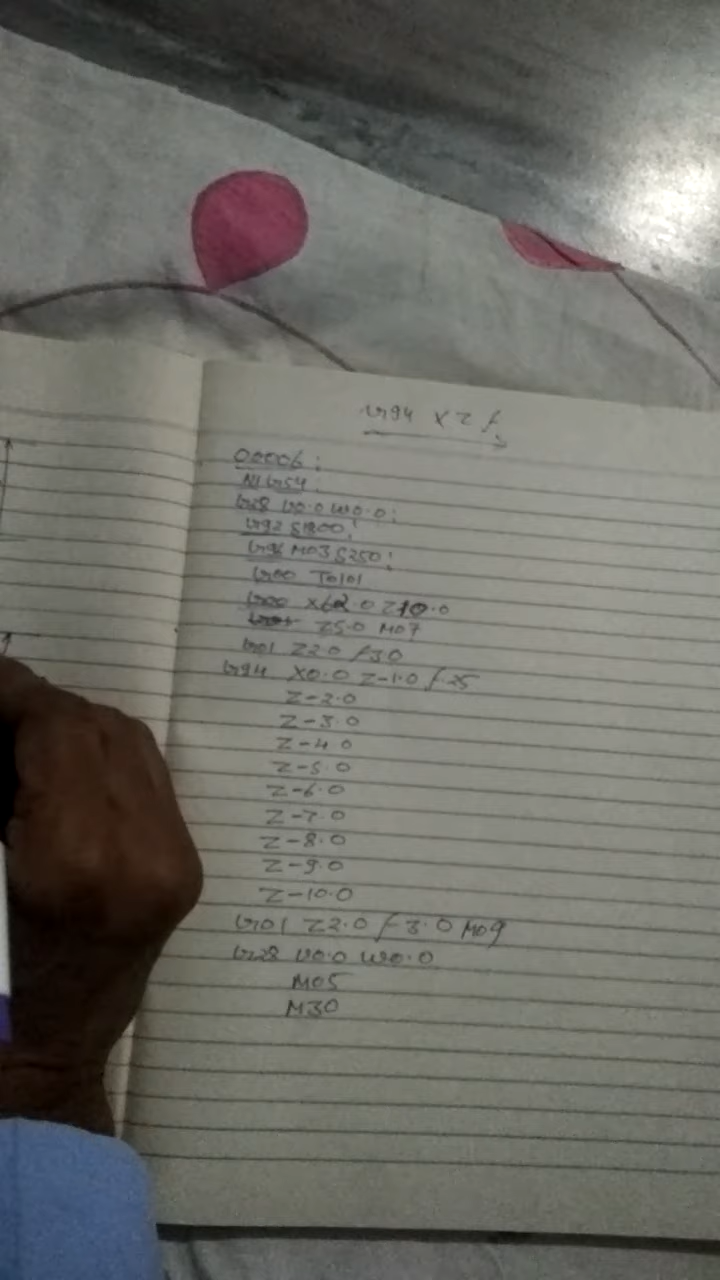 G94 X Z f
O0006;
N1 G54;
G28 U0.0 W0.0;
G92 S1800;
G96 M03 S250;
G00 T0101
G00 X62.0 Z10.0
Z5.0 M07
G01 Z2.0 f30
G94 X0.0 Z-1.0 f.25
Z-2.0
Z-3.0
Z-4.0
Z-5.0
Z-6.0
Z-7.0
Z-8.0
Z-9.0
Z-10.0
G01 Z2.0 f3.0 M09
G28 U0.0 W0.0
M05
M30